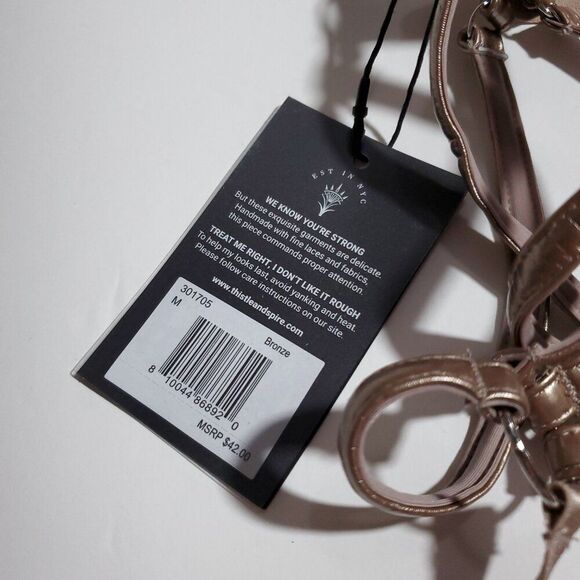 EST IN NYC
WE KNOW YOU'RE STRONG
But these exquisite garments are delicate.
Handmade with fine laces and fabrics,
this piece commands proper attention.
TREAT ME RIGHT, I DON'T LIKE IT ROUGH
To help my looks last, avoid yanking and heat.
Please follow care instructions on our site.
www.thistleandspire.com
301705
M
Bronze
8 10044 86892 0
MSRP $42.00